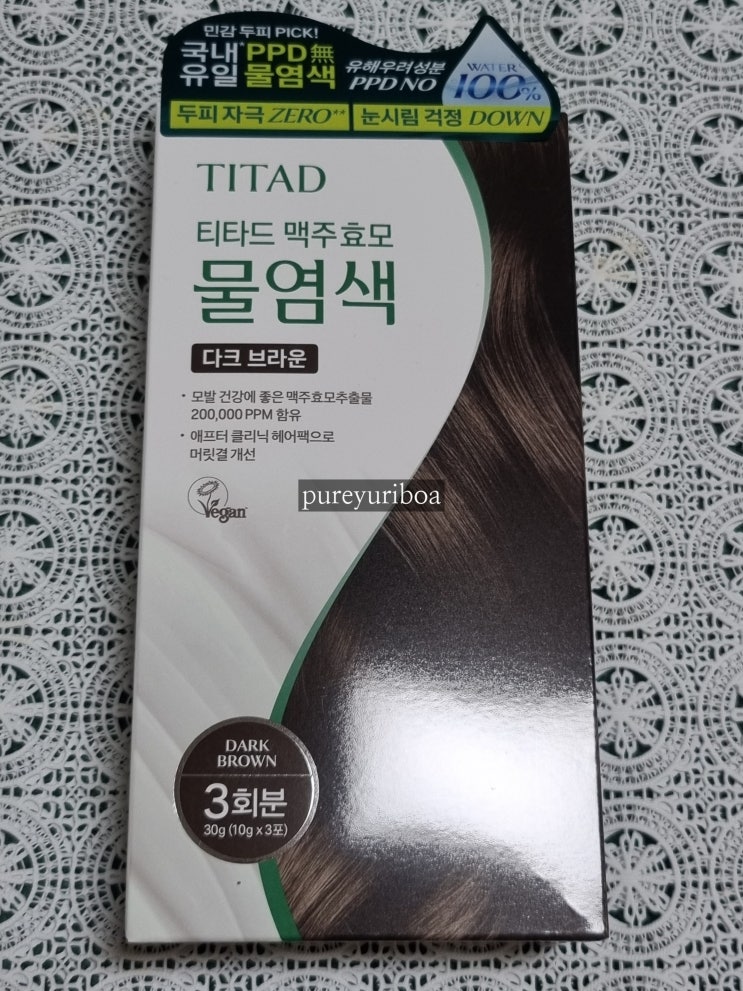 민감 두피 PICK!
국내* PPD 無
유일 물염색
유해우려성분
PPD NO
WATER
100%
두피 자극 ZERO**
눈시림 걱정 DOWN
TITAD
티타드 맥주효모
물염색
다크 브라운
• 모발 건강에 좋은 맥주효모추출물
200,000 PPM 함유
• 애프터 클리닉 헤어팩으로
머릿결 개선
Vegan
pureyuriboa
DARK
BROWN
3회분
30g (10g x 3포)